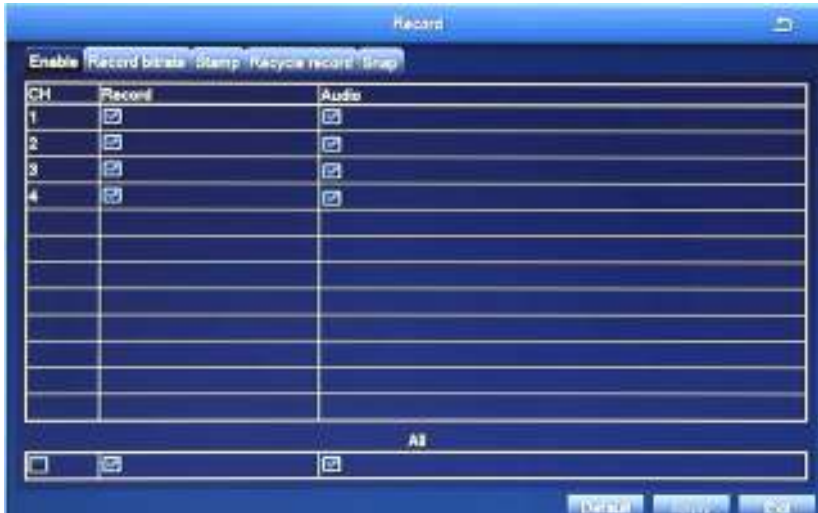 Record
Enable Record bitrate Stamp Recycle record Snap
CH Record Audio
1
2
3
4
All
Default Exit